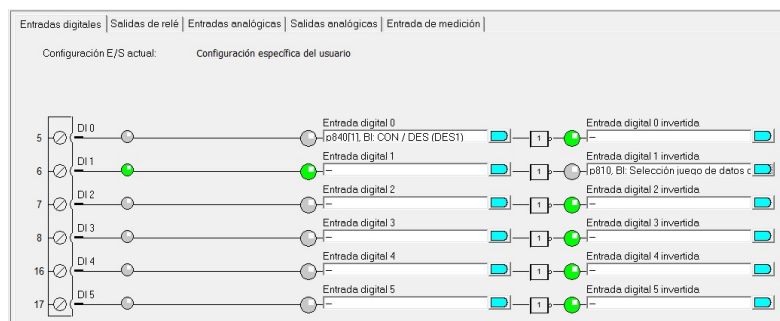 Entradas digitales | Salidas de relé | Entradas analógicas | Salidas analógicas | Entrada de medición
Configuración E/S actual: Configuración específica del usuario
Entrada digital 0 Entrada digital 0 invertida
5 DI 0 p840[1], BI: CON / DES (DES1) 1 –
Entrada digital 1 Entrada digital 1 invertida
6 DI 1 – 1 p810, BI: Selección juego de datos c
Entrada digital 2 Entrada digital 2 invertida
7 DI 2 – 1 –
Entrada digital 3 Entrada digital 3 invertida
8 DI 3 – 1 –
Entrada digital 4 Entrada digital 4 invertida
16 DI 4 – 1 –
Entrada digital 5 Entrada digital 5 invertida
17 DI 5 – 1 –